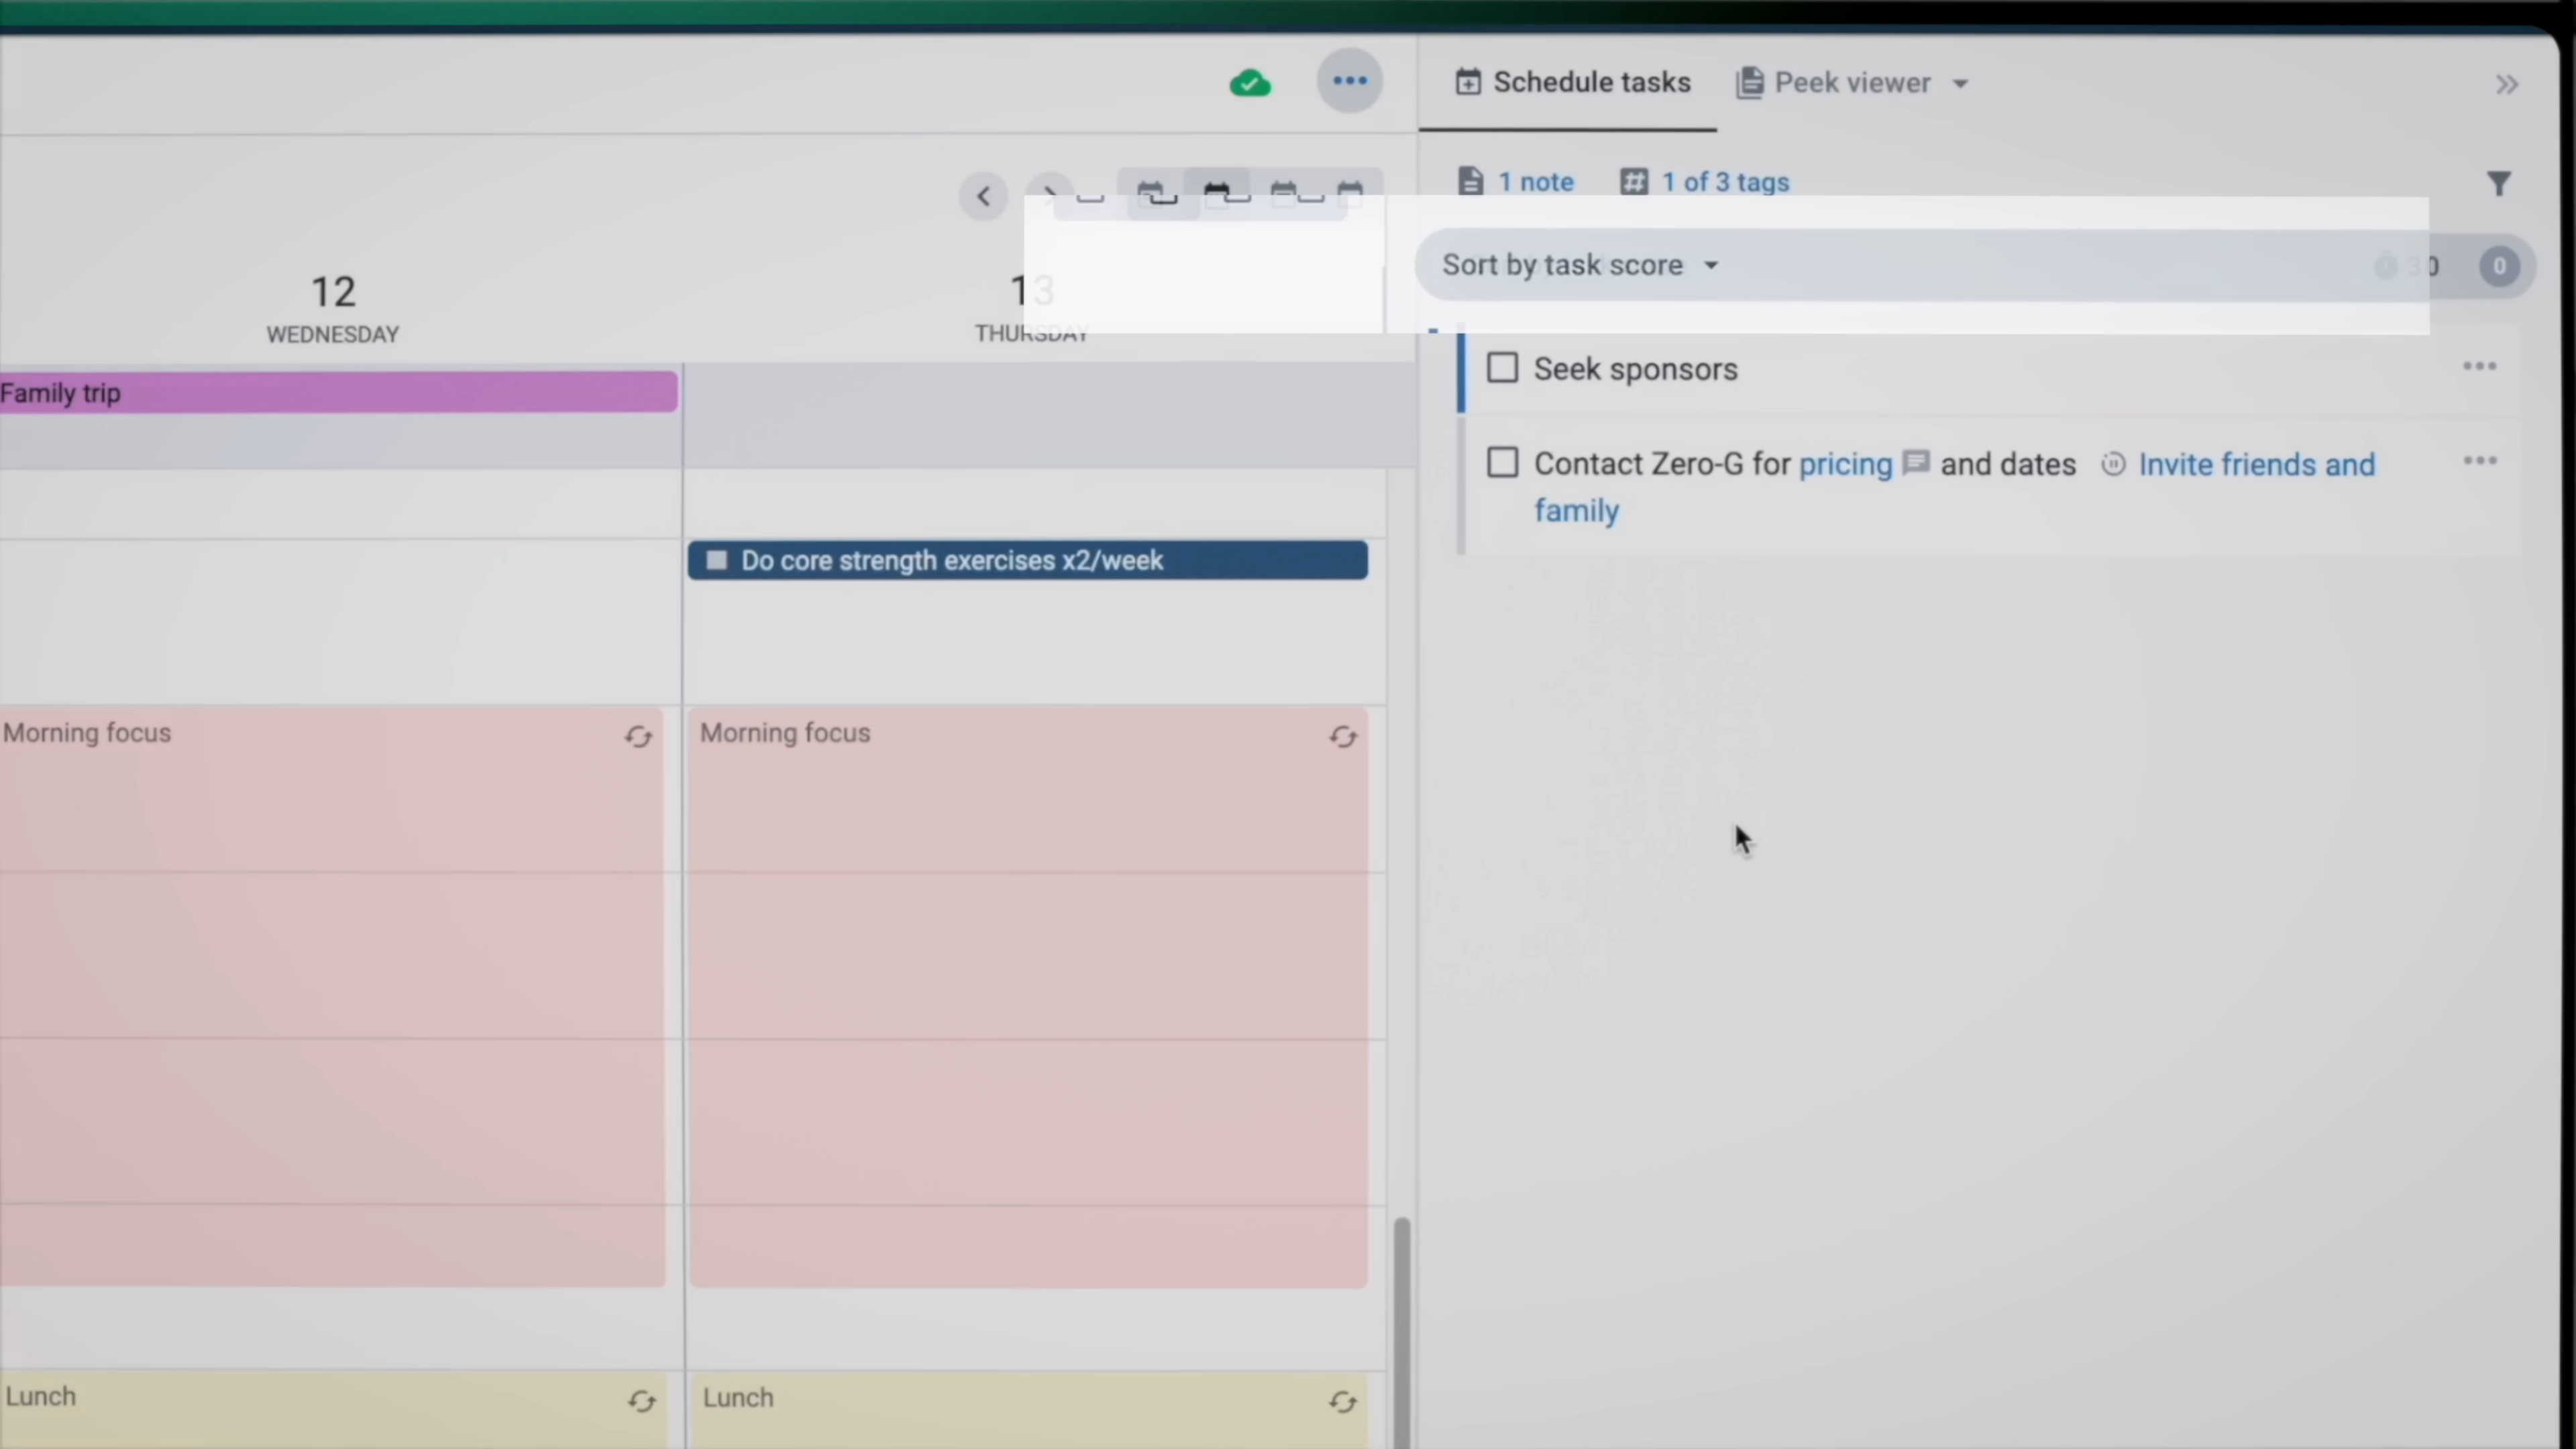 Schedule tasks
Peek viewer
1 note
1 of 3 tags
Sort by task score
0
12
WEDNESDAY
13
THURSDAY
Family trip
Do core strength exercises x2/week
Morning focus
Morning focus
Lunch
Lunch
Seek sponsors
Contact Zero-G for pricing and dates Invite friends and
family